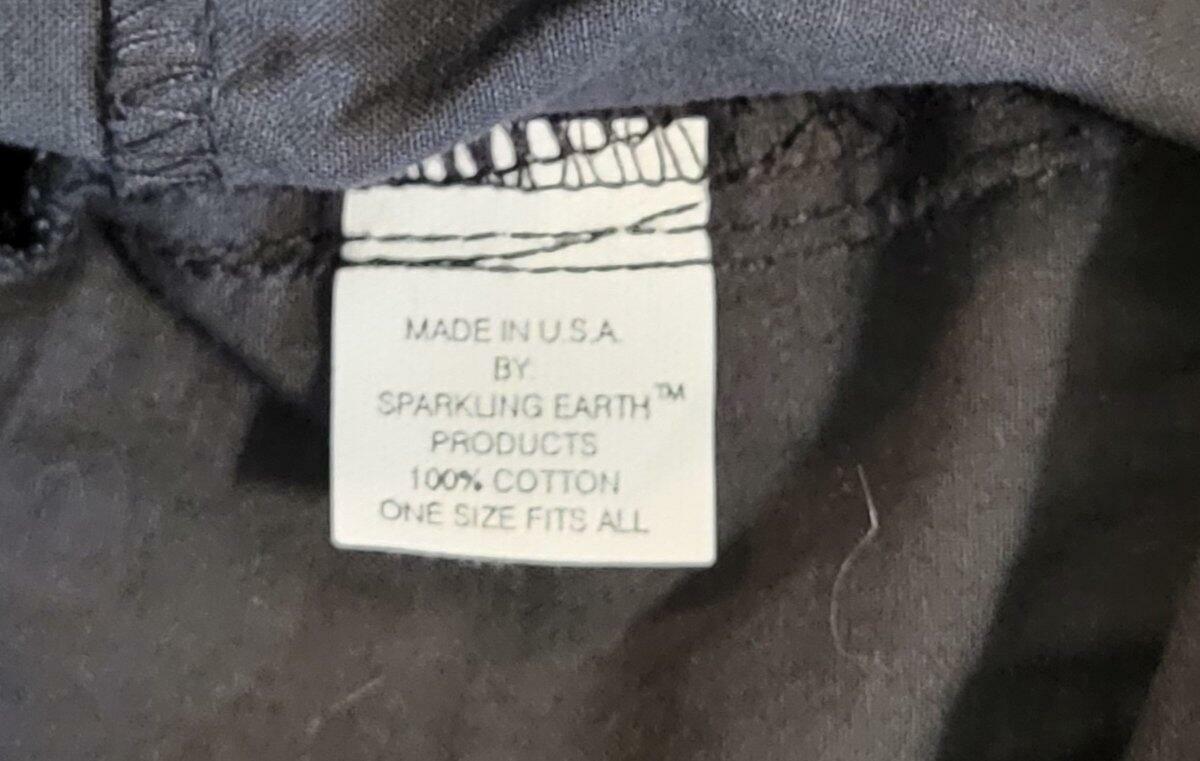 MADE IN U.S.A.
BY:
SPARKLING EARTH™
PRODUCTS
100% COTTON
ONE SIZE FITS ALL